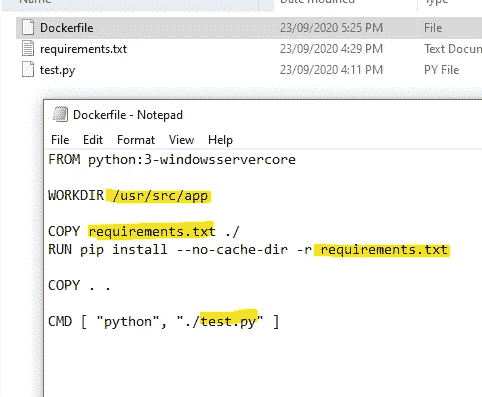 Name Date modified Type
Dockerfile 23/09/2020 5:25 PM File
requirements.txt 23/09/2020 4:29 PM Text Docu
test.py 23/09/2020 4:11 PM PY File
Dockerfile - Notepad
File Edit Format View Help
FROM python:3-windowsservercore
WORKDIR /usr/src/app
COPY requirements.txt ./
RUN pip install --no-cache-dir -r requirements.txt
COPY . .
CMD [ "python", "./test.py" ]